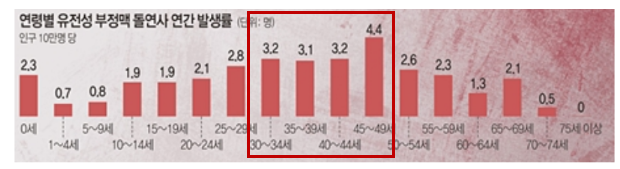 연령별 유전성 부정맥 돌연사 연간 발생률 (단위: 명)
인구 10만명 당
2.3 0.7 0.8 1.9 1.9 2.1 2.8 3.2 3.1 3.2 4.4 2.6 2.3 1.3 2.1 0.5 0
0세 5~9세 15~19세 25~29세 35~39세 45~49세 55~59세 65~69세 75세 이상
1~4세 10~14세 20~24세 30~34세 40~44세 50~54세 60~64세 70~74세